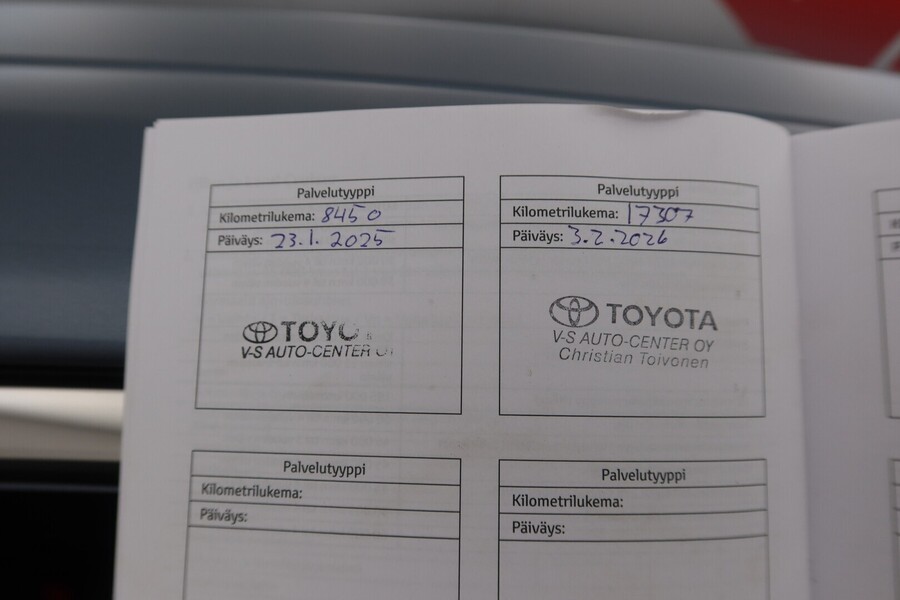 Palvelutyyppi
Kilometrilukema: 8450
Päiväys: 23.1.2025
V-S AUTO-CENTER
Palvelutyyppi
Kilometrilukema: 17307
Päiväys: 3.2.2026
TOYOTA
V-S AUTO-CENTER OY
Christian Toivonen
Palvelutyyppi
Kilometrilukema:
Päiväys:
Palvelutyyppi
Kilometrilukema:
Päiväys: